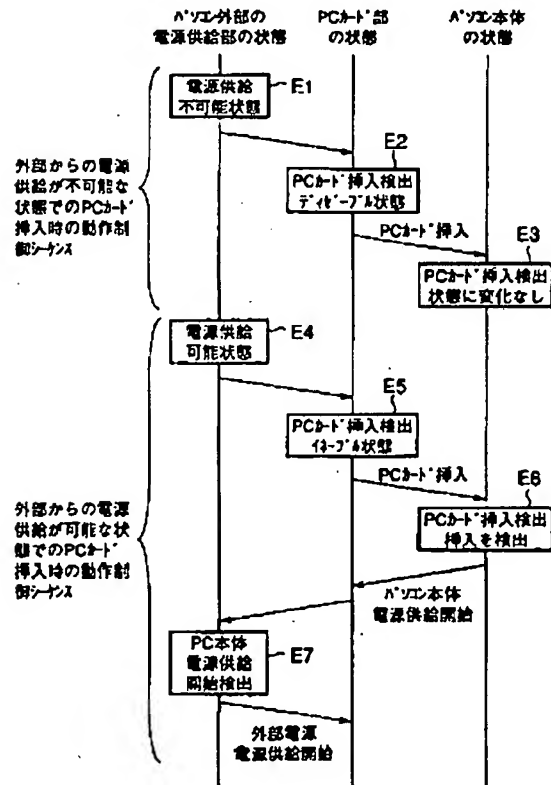 パソコン外部の
電源供給部の状態
PCカード部
の状態
パソコン本体
の状態
電源供給
不可能状態
E1
外部からの電源
供給が不可能な
状態でのPCカード
挿入時の動作制
御シーケンス
E2
PCカード挿入検出
ディセーブル状態
PCカード挿入
E3
PCカード挿入検出
状態に変化なし
電源供給
可能状態
E4
E5
PCカード挿入検出
イネーブル状態
PCカード挿入
E6
PCカード挿入検出
挿入を検出
外部からの電源
供給が可能な状
態でのPCカード
挿入時の動作制
御シーケンス
パソコン本体
電源供給開始
PC本体
電源供給
開始検出
E7
外部電源
電源供給開始